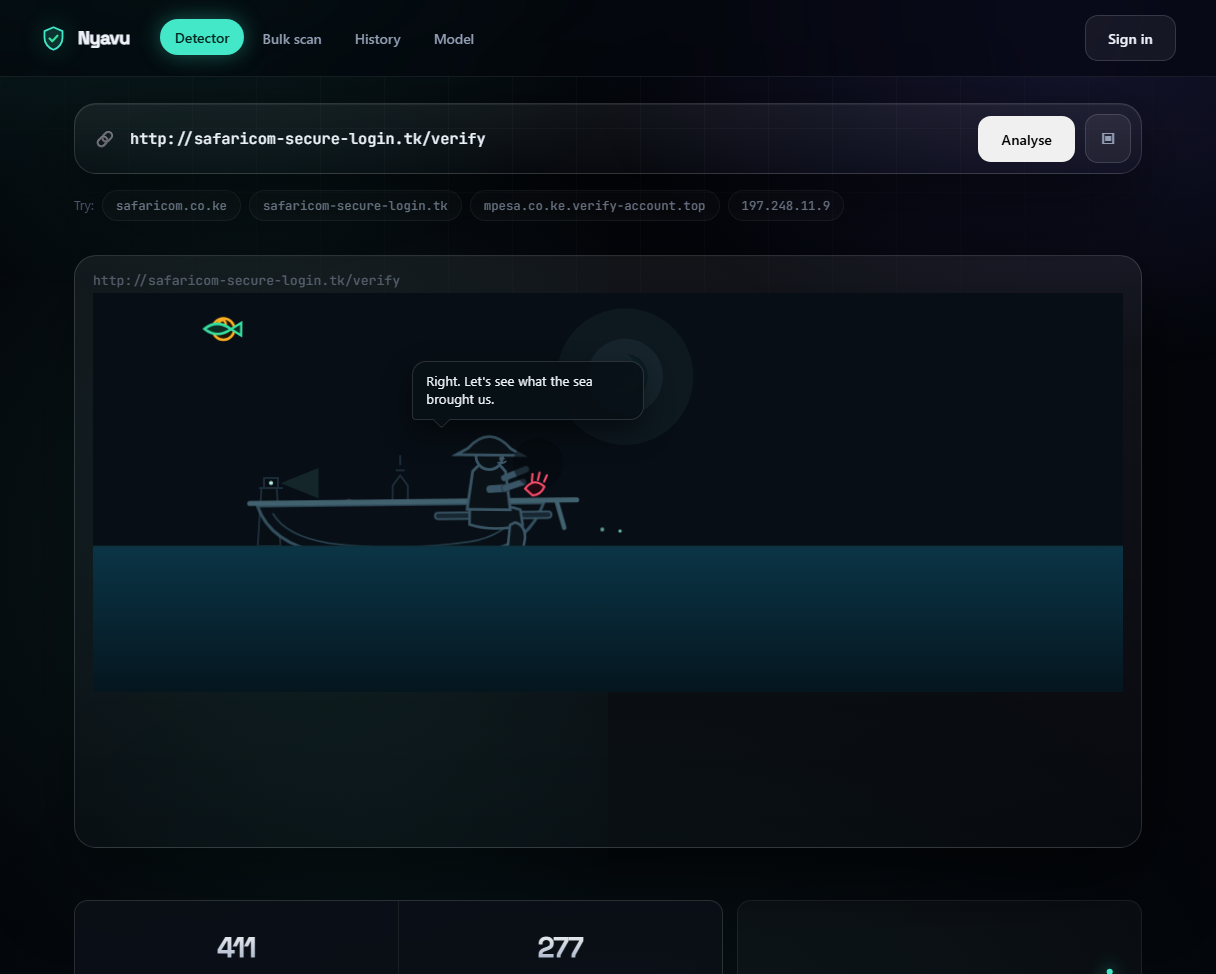 Nyavu
Detector
Bulk scan
History
Model
Sign in
http://safaricom-secure-login.tk/verify
Analyse
Try:
safaricom.co.ke
safaricom-secure-login.tk
mpesa.co.ke.verify-account.top
197.248.11.9
http://safaricom-secure-login.tk/verify
Right. Let's see what the sea
brought us.
411
277